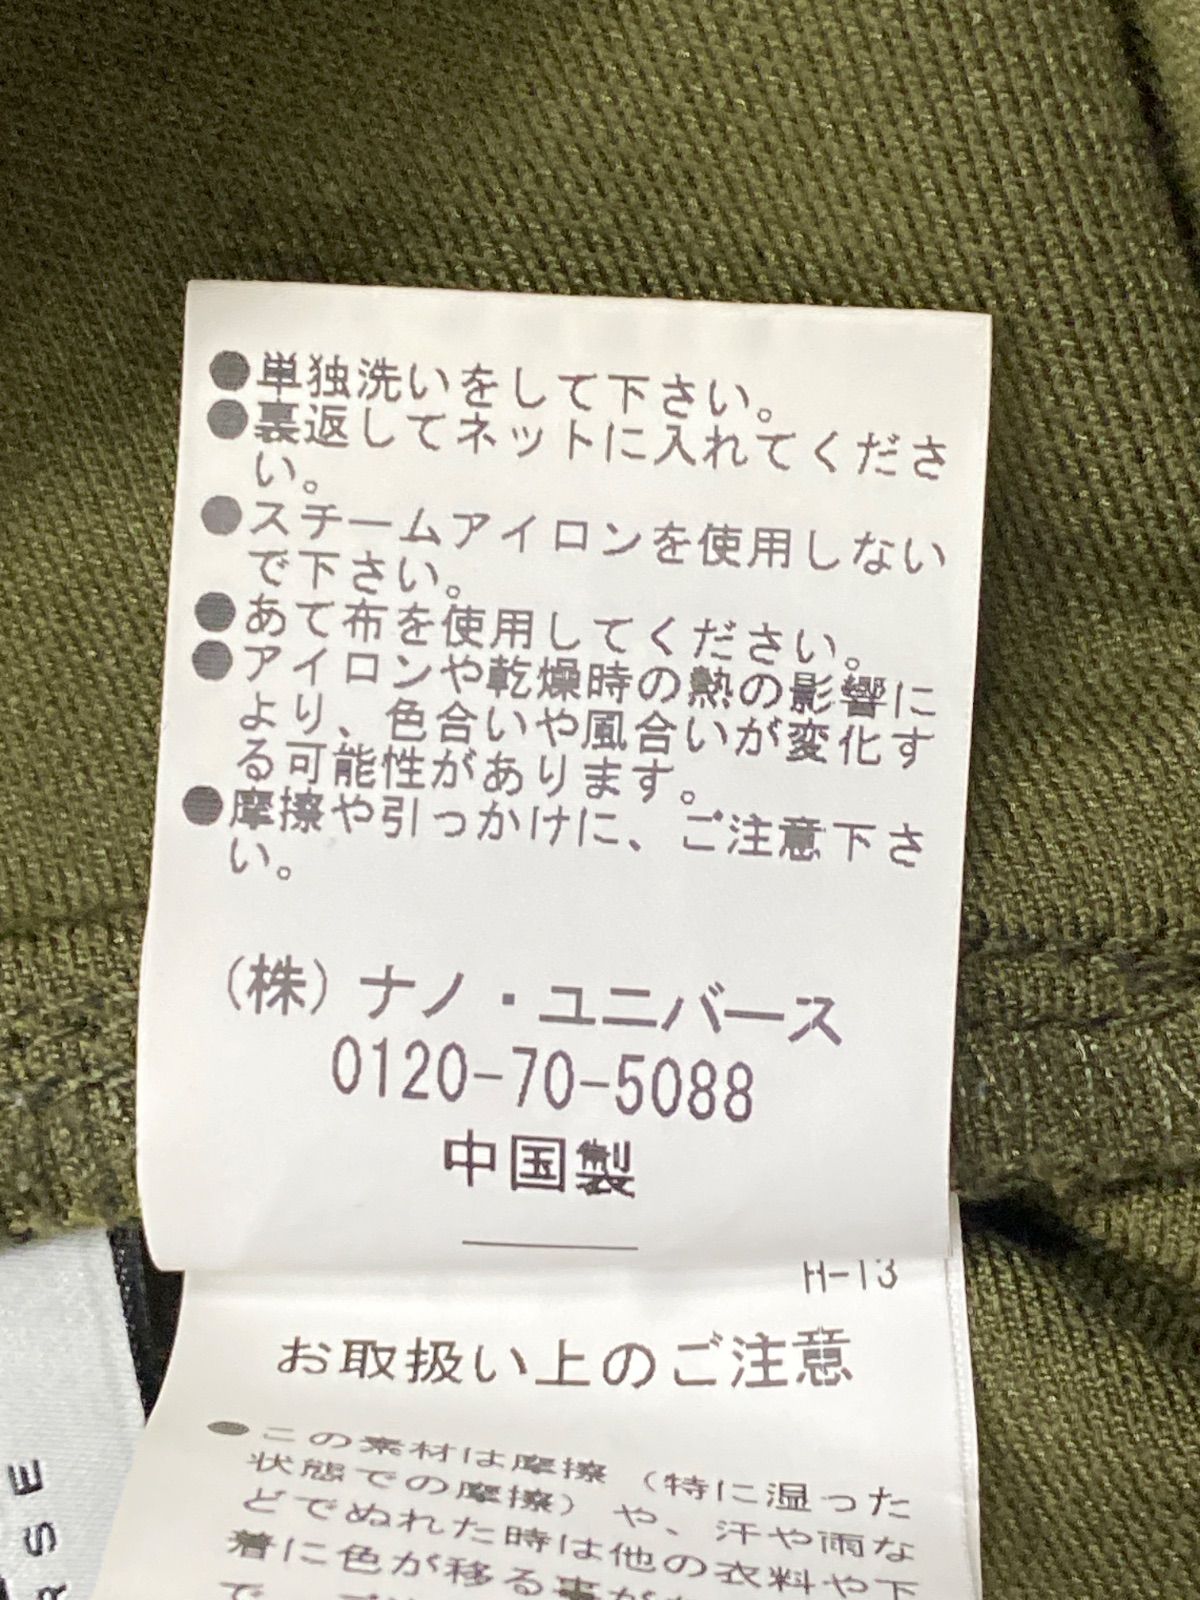 ●単独洗いをして下さい。
●裏返してネットに入れてくださ
い。
●スチームアイロンを使用しない
で下さい。
●あて布を使用してください。
●アイロンや乾燥時の熱の影響に
より、色合いや風合いが変化す
る可能性があります。
●摩擦や引っかけに、ご注意下さ
い。
(株)ナノ・ユニバース
0120-70-5088
中国製
H-13
お取扱い上のご注意
●この素材は摩擦（特に湿った
状態での摩擦）や、汗や雨な
どでぬれた時は他の衣料や下
着に色が移る事が
RSE